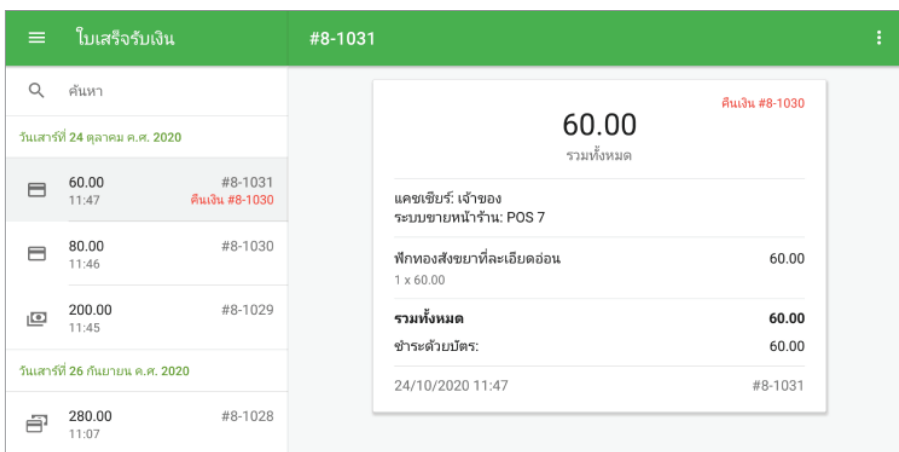 ใบเสร็จรับเงิน
#8-1031
ค้นหา
วันเสาร์ที่ 24 ตุลาคม ค.ศ. 2020
60.00 #8-1031
11:47 คืนเงิน #8-1030
80.00 #8-1030
11:46
200.00 #8-1029
11:45
วันเสาร์ที่ 26 กันยายน ค.ศ. 2020
280.00 #8-1028
11:07
คืนเงิน #8-1030
60.00
รวมทั้งหมด
แคชเชียร์: เจ้าของ
ระบบขายหน้าร้าน: POS 7
ฟักทองสังขยาที่ละเอียดอ่อน 60.00
1 x 60.00
รวมทั้งหมด 60.00
ชำระด้วยบัตร: 60.00
24/10/2020 11:47 #8-1031